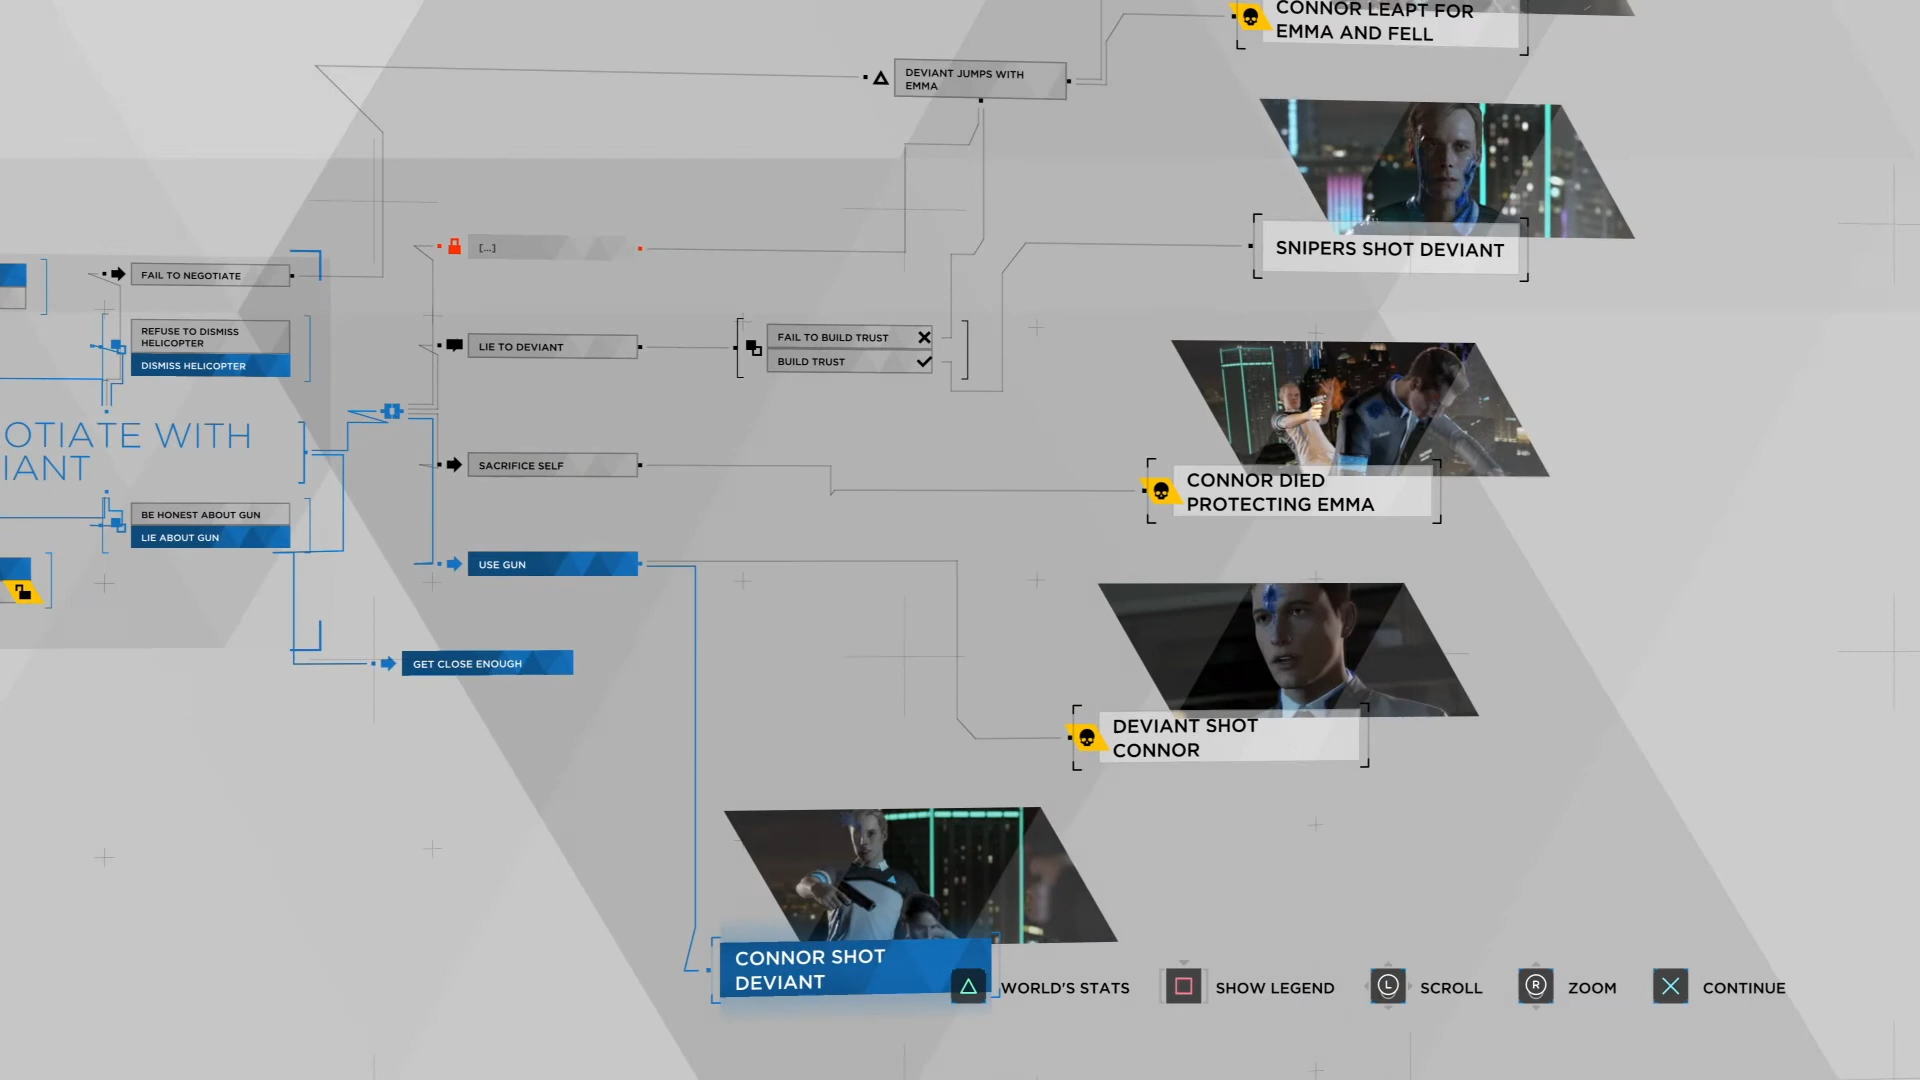 CONNOR LEAPT FOR
EMMA AND FELL
DEVIANT JUMPS WITH
EMMA
SNIPERS SHOT DEVIANT
[...]
FAIL TO NEGOTIATE
REFUSE TO DISMISS
HELICOPTER
DISMISS HELICOPTER
LIE TO DEVIANT
FAIL TO BUILD TRUST
BUILD TRUST
OTIATE WITH
IANT
SACRIFICE SELF
CONNOR DIED
PROTECTING EMMA
BE HONEST ABOUT GUN
LIE ABOUT GUN
USE GUN
GET CLOSE ENOUGH
DEVIANT SHOT
CONNOR
CONNOR SHOT
DEVIANT
WORLD'S STATS
SHOW LEGEND
L
SCROLL
R
ZOOM
CONTINUE